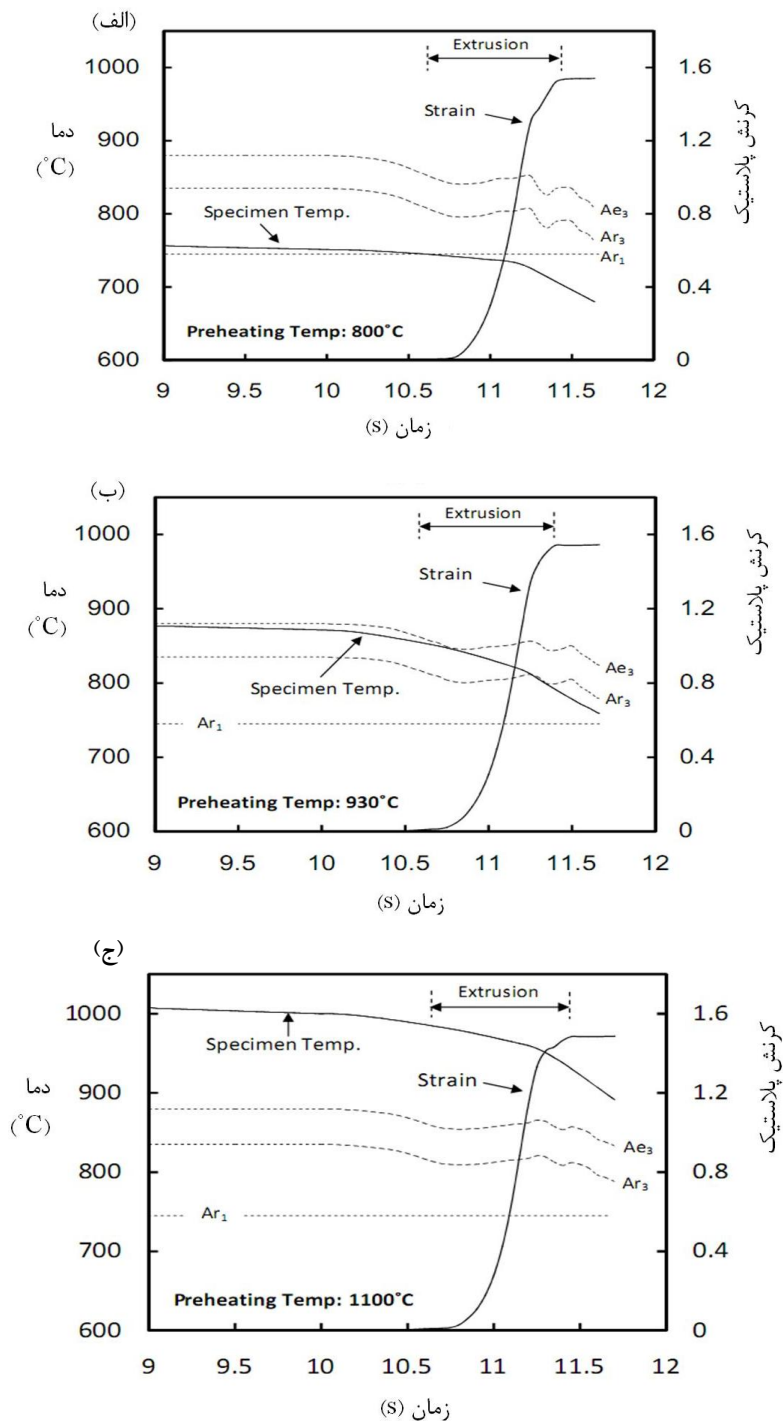 (الف)
Extrusion
1000
1.6
Strain
دما
(˚C)
900
1.2
کرنش پلاستیک
800
Specimen Temp.
0.8
Ae₃
Ar₃
Ar₁
700
0.4
Preheating Temp: 800˚C
600
0
9 9.5 10 10.5 11 11.5 12
زمان (s)
(ب)
Extrusion
1000
1.6
Strain
دما
(˚C)
900
1.2
کرنش پلاستیک
Specimen Temp.
Ae₃
800
0.8
Ar₃
Ar₁
700
0.4
Preheating Temp: 930˚C
600
0
9 9.5 10 10.5 11 11.5 12
زمان (s)
(ج)
Extrusion
1000
1.6
Specimen Temp.
Strain
دما
(˚C)
900
1.2
کرنش پلاستیک
Ae₃
800
0.8
Ar₃
Ar₁
700
0.4
Preheating Temp: 1100˚C
600
0
9 9.5 10 10.5 11 11.5 12
زمان (s)